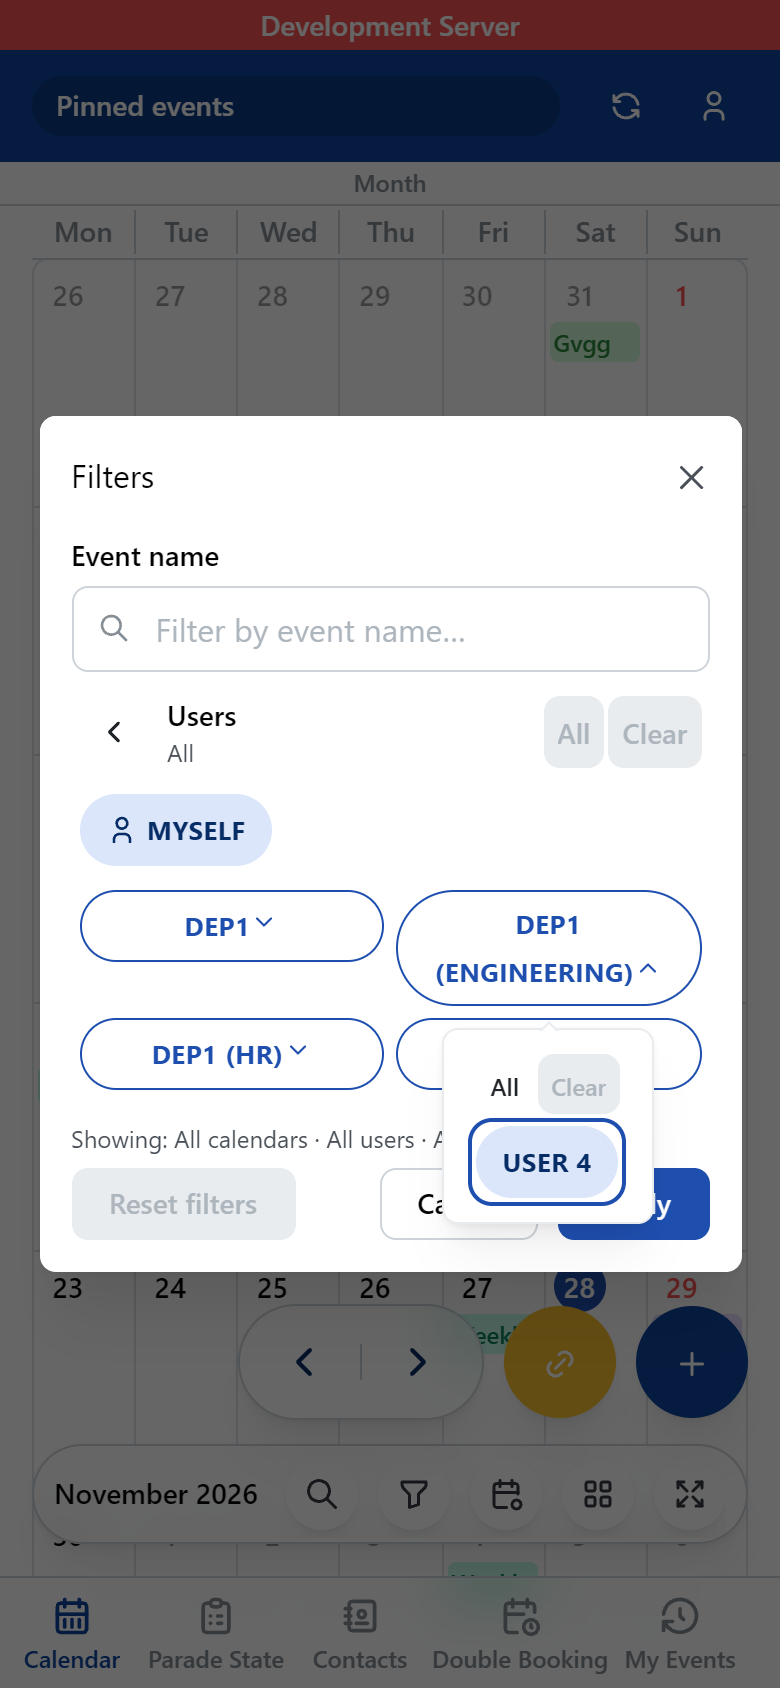 Development Server
Pinned events
Month
Mon Tue Wed Thu Fri Sat Sun
26 27 28 29 30 31 1
Gvgg
Filters
Event name
Filter by event name...
Users
All
All Clear
MYSELF
DEP1
DEP1
(ENGINEERING)
DEP1 (HR)
All Clear
USER 4
Showing: All calendars · All users ·
Reset filters
23 24 25 26 27 28 29
November 2026
Calendar Parade State Contacts Double Booking My Events